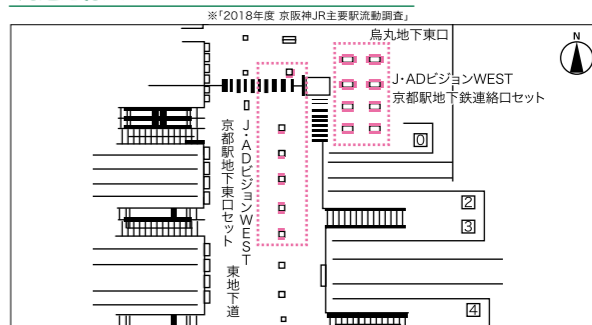 ※「2018年度 京阪神JR主要駅流動調査」
烏丸地下東口
N
J・ADビジョンWEST
京都駅地下鉄連絡口セット
0
J・ADビジョンWEST
京都駅地下東口セット
2
3
東地下道
4